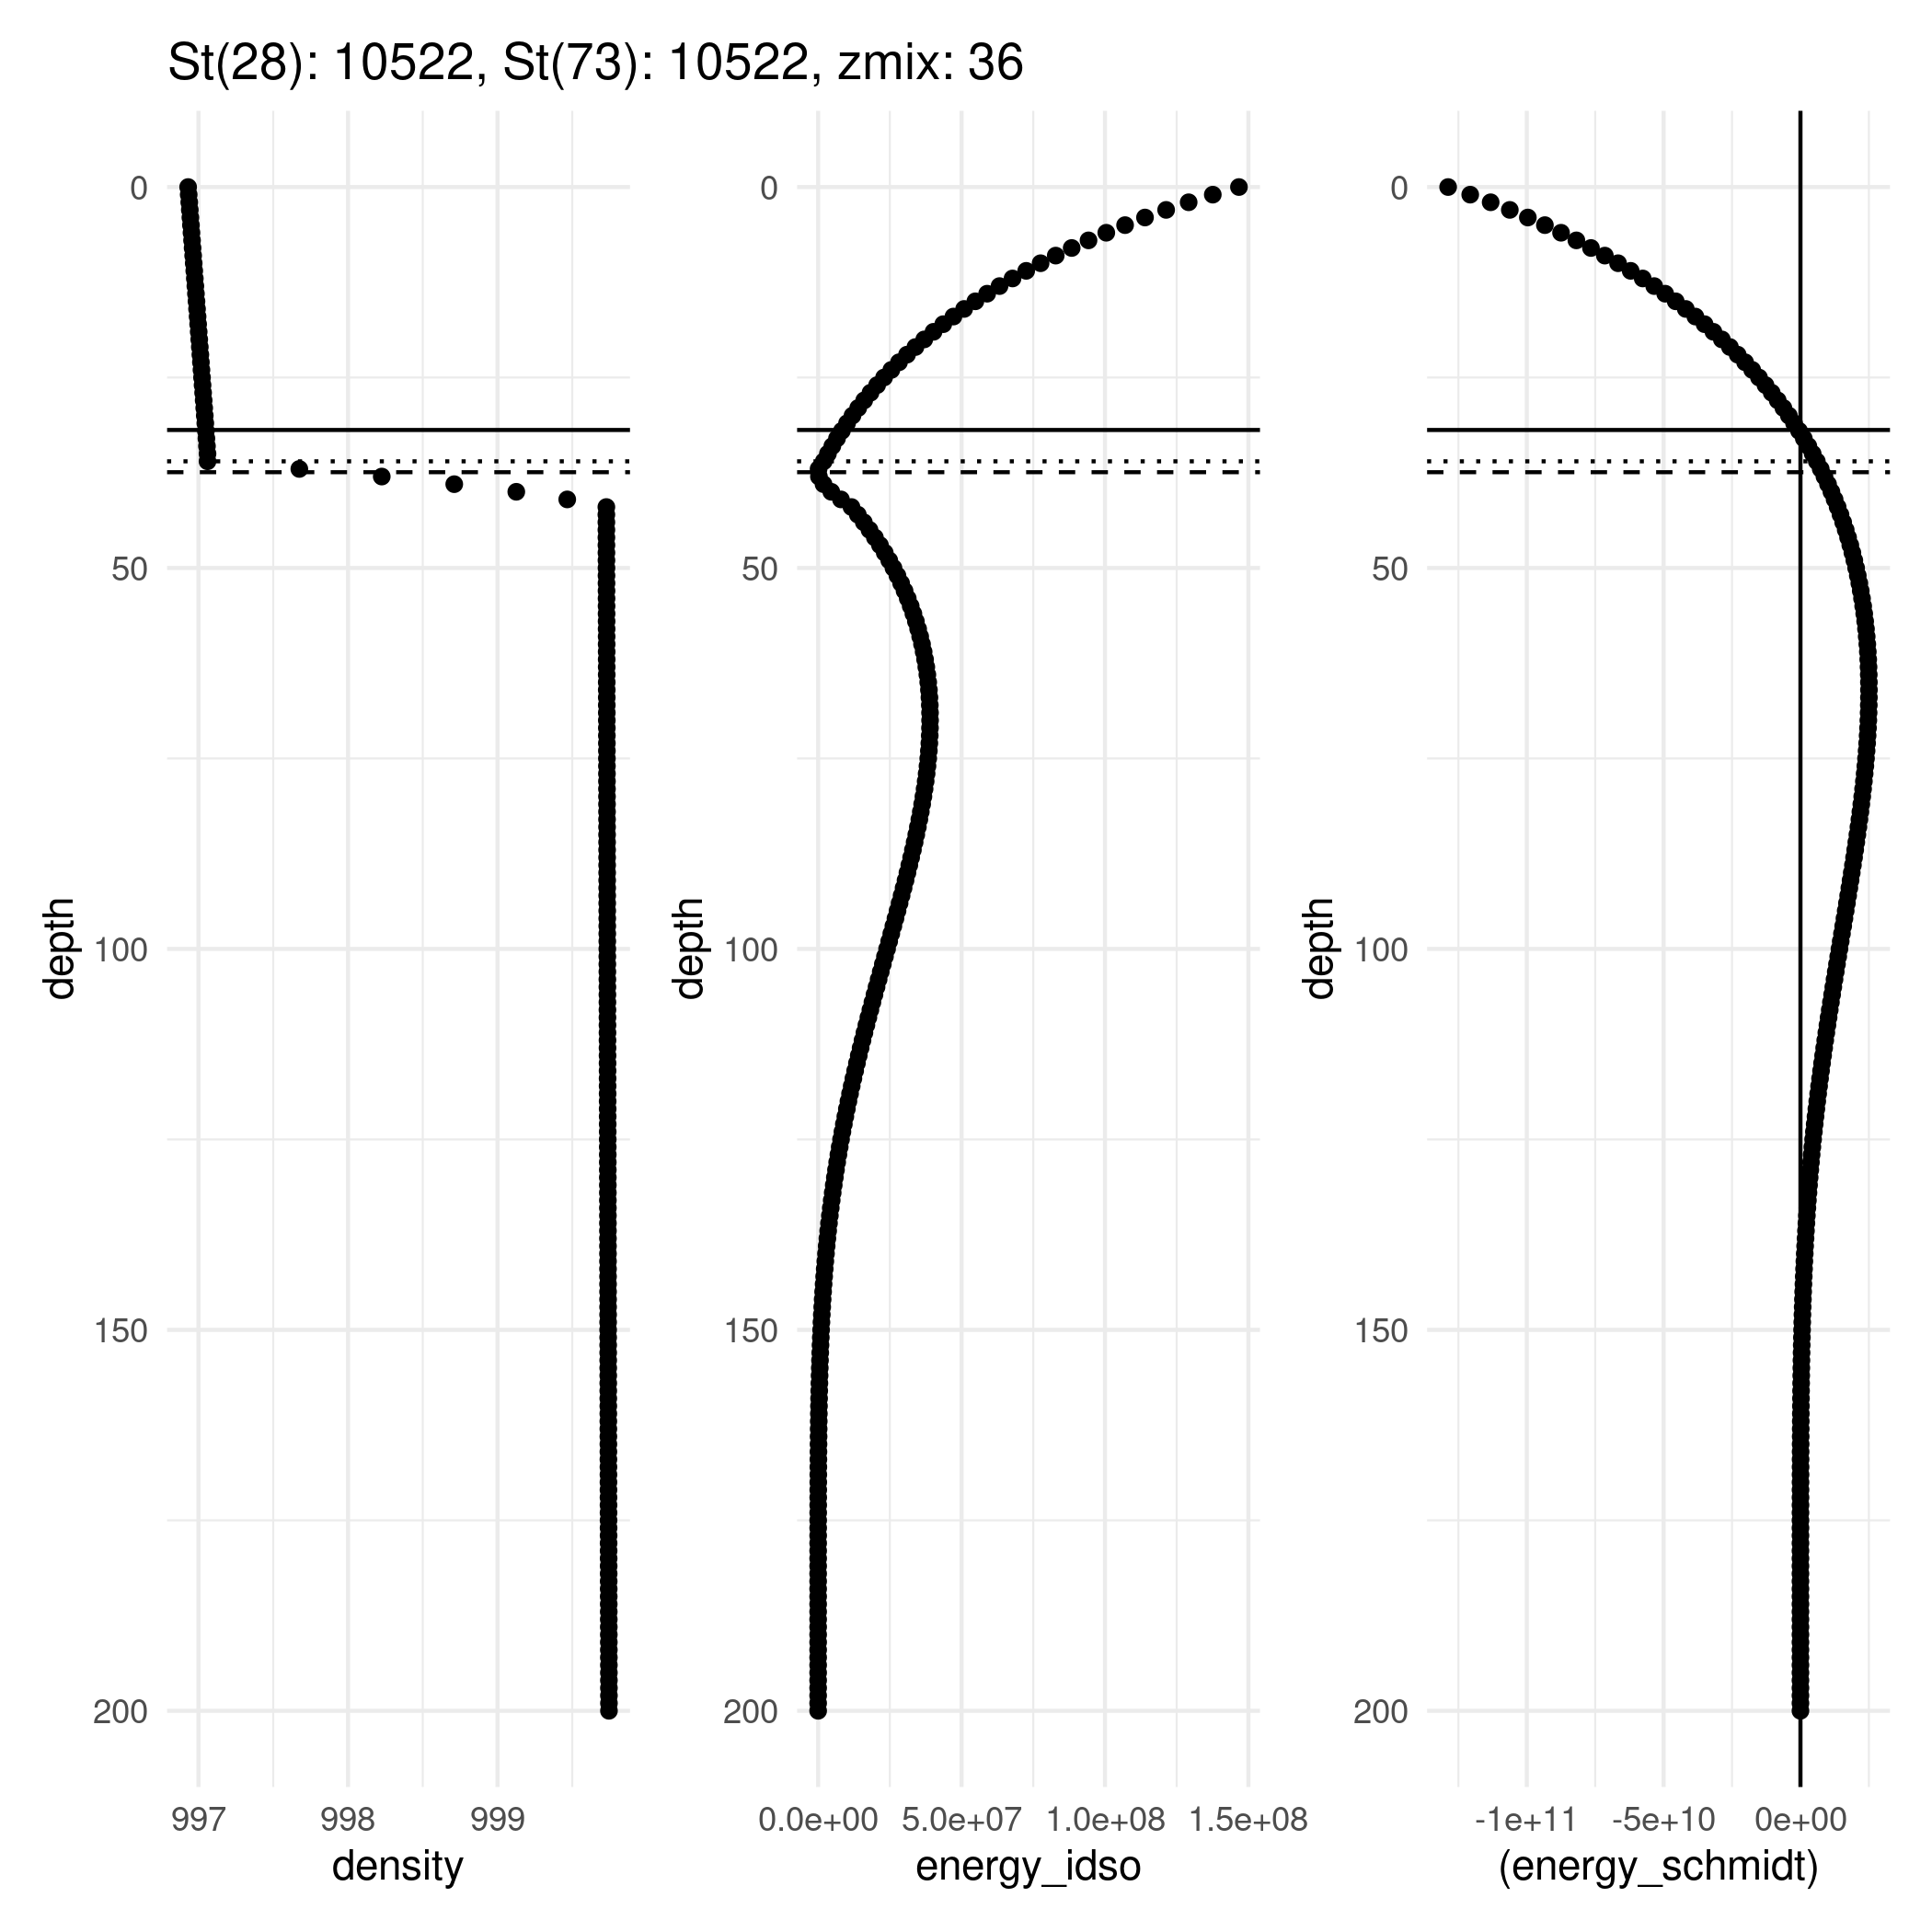 St(28): 10522, St(73): 10522, zmix: 36
0
50
100
150
200
depth
997 998 999
density
0
50
100
150
200
depth
0.0e+00 5.0e+07 1.0e+08 1.5e+08
energy_idso
0
50
100
150
200
depth
-1e+11 -5e+10 0e+00
(energy_schmidt)